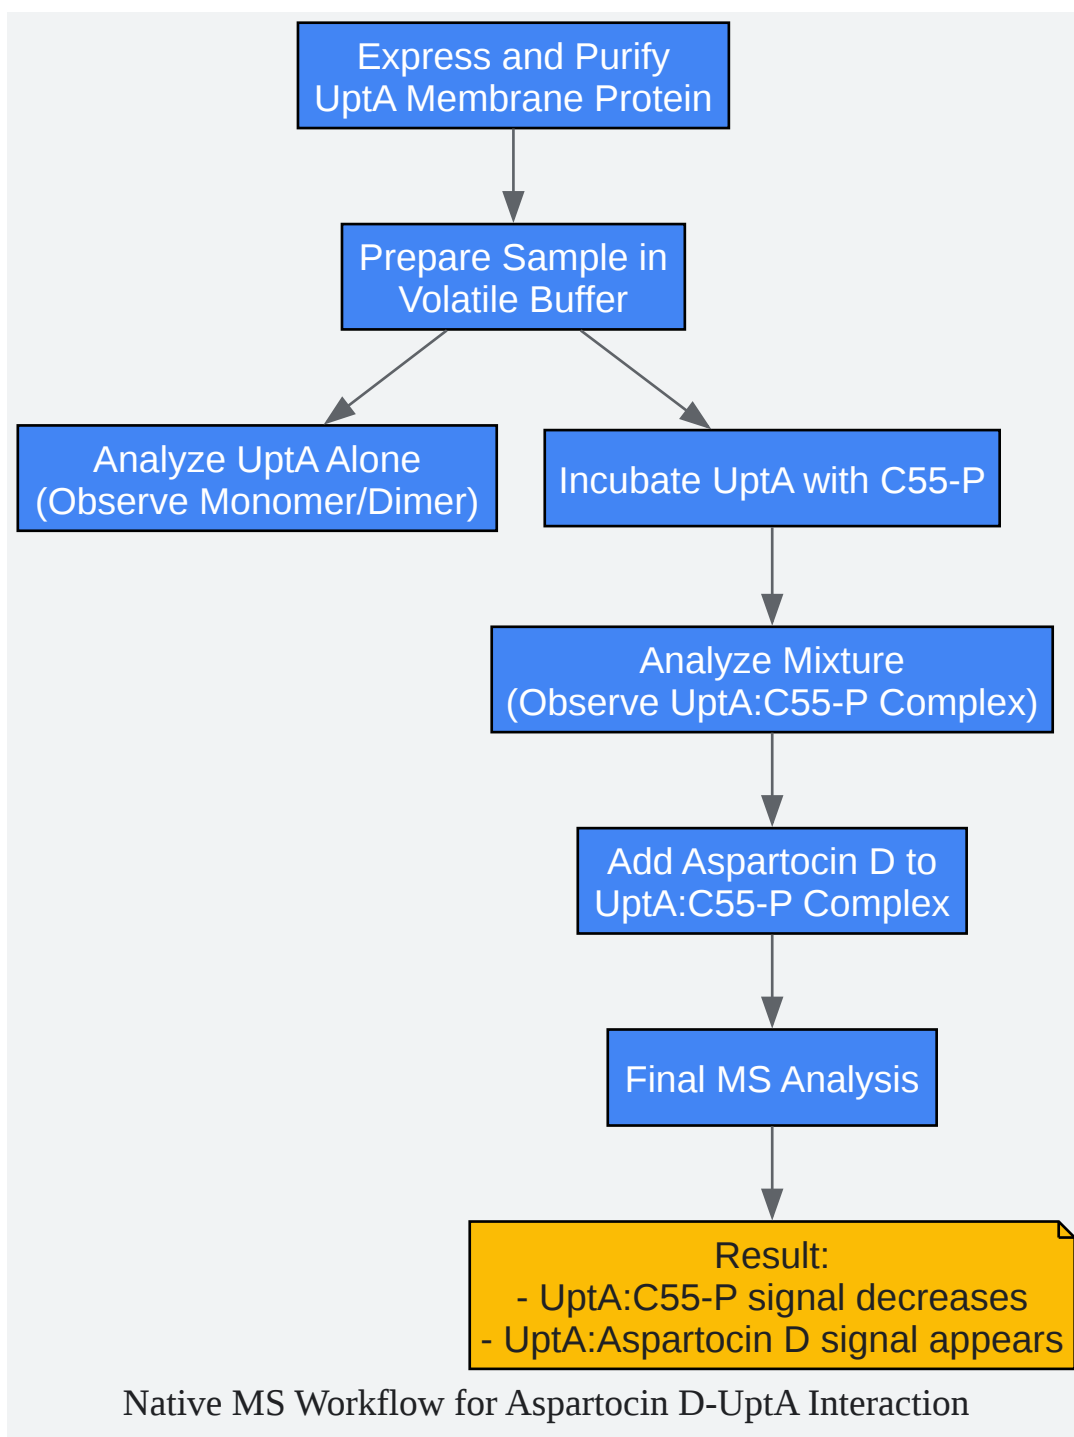 Express and Purify
UptA Membrane Protein
Prepare Sample in
Volatile Buffer
Analyze UptA Alone
(Observe Monomer/Dimer)
Incubate UptA with C55-P
Analyze Mixture
(Observe UptA:C55-P Complex)
Add Aspartocin D to
UptA:C55-P Complex
Final MS Analysis
Result:
- UptA:C55-P signal decreases
- UptA:Aspartocin D signal appears
Native MS Workflow for Aspartocin D-UptA Interaction